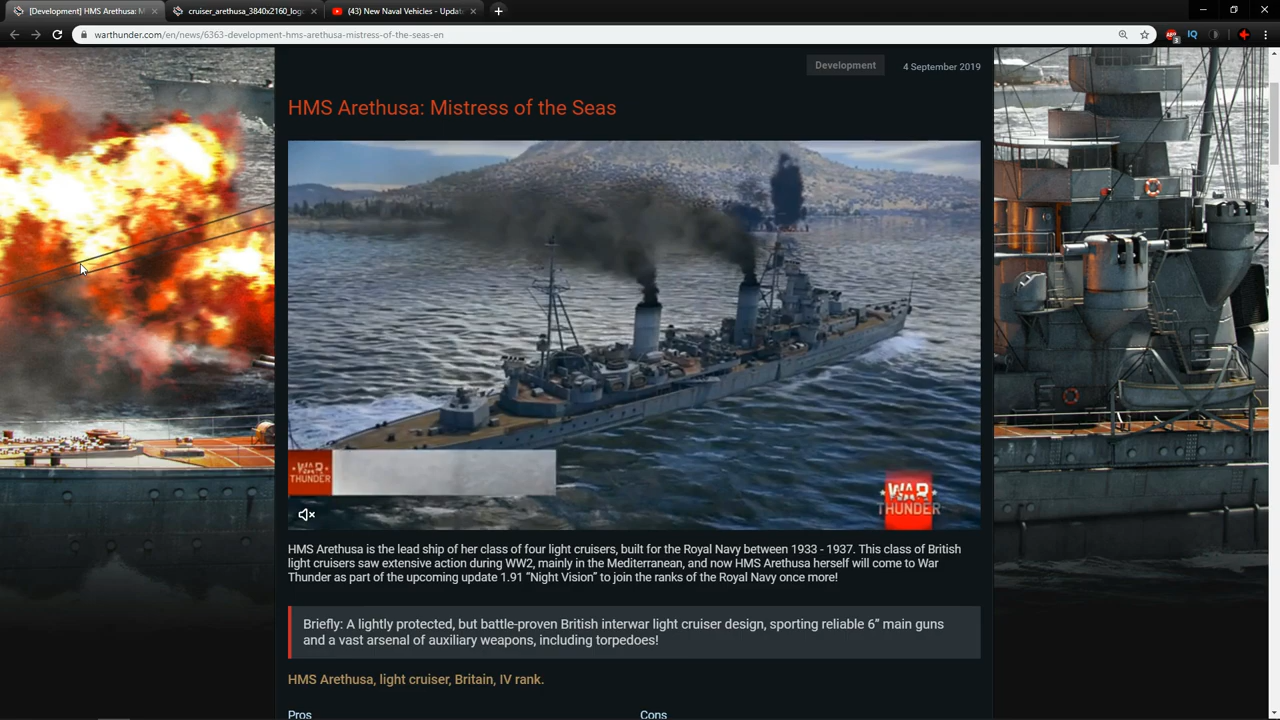 [Development] HMS Arethusa: M
cruiser_arethusa_3840x2160_log
(43) New Naval Vehicles - Updat
warthunder.com/en/news/6363-development-hms-arethusa-mistress-of-the-seas-en
IQ
Development
4 September 2019
HMS Arethusa: Mistress of the Seas
WAR
THUNDER
WAR
THUNDER
HMS Arethusa is the lead ship of her class of four light cruisers, built for the Royal Navy between 1933 - 1937. This class of British
light cruisers saw extensive action during WW2, mainly in the Mediterranean, and now HMS Arethusa herself will come to War
Thunder as part of the upcoming update 1.91 “Night Vision” to join the ranks of the Royal Navy once more!
Briefly: A lightly protected, but battle-proven British interwar light cruiser design, sporting reliable 6” main guns
and a vast arsenal of auxiliary weapons, including torpedoes!
HMS Arethusa, light cruiser, Britain, IV rank.
Pros
Cons